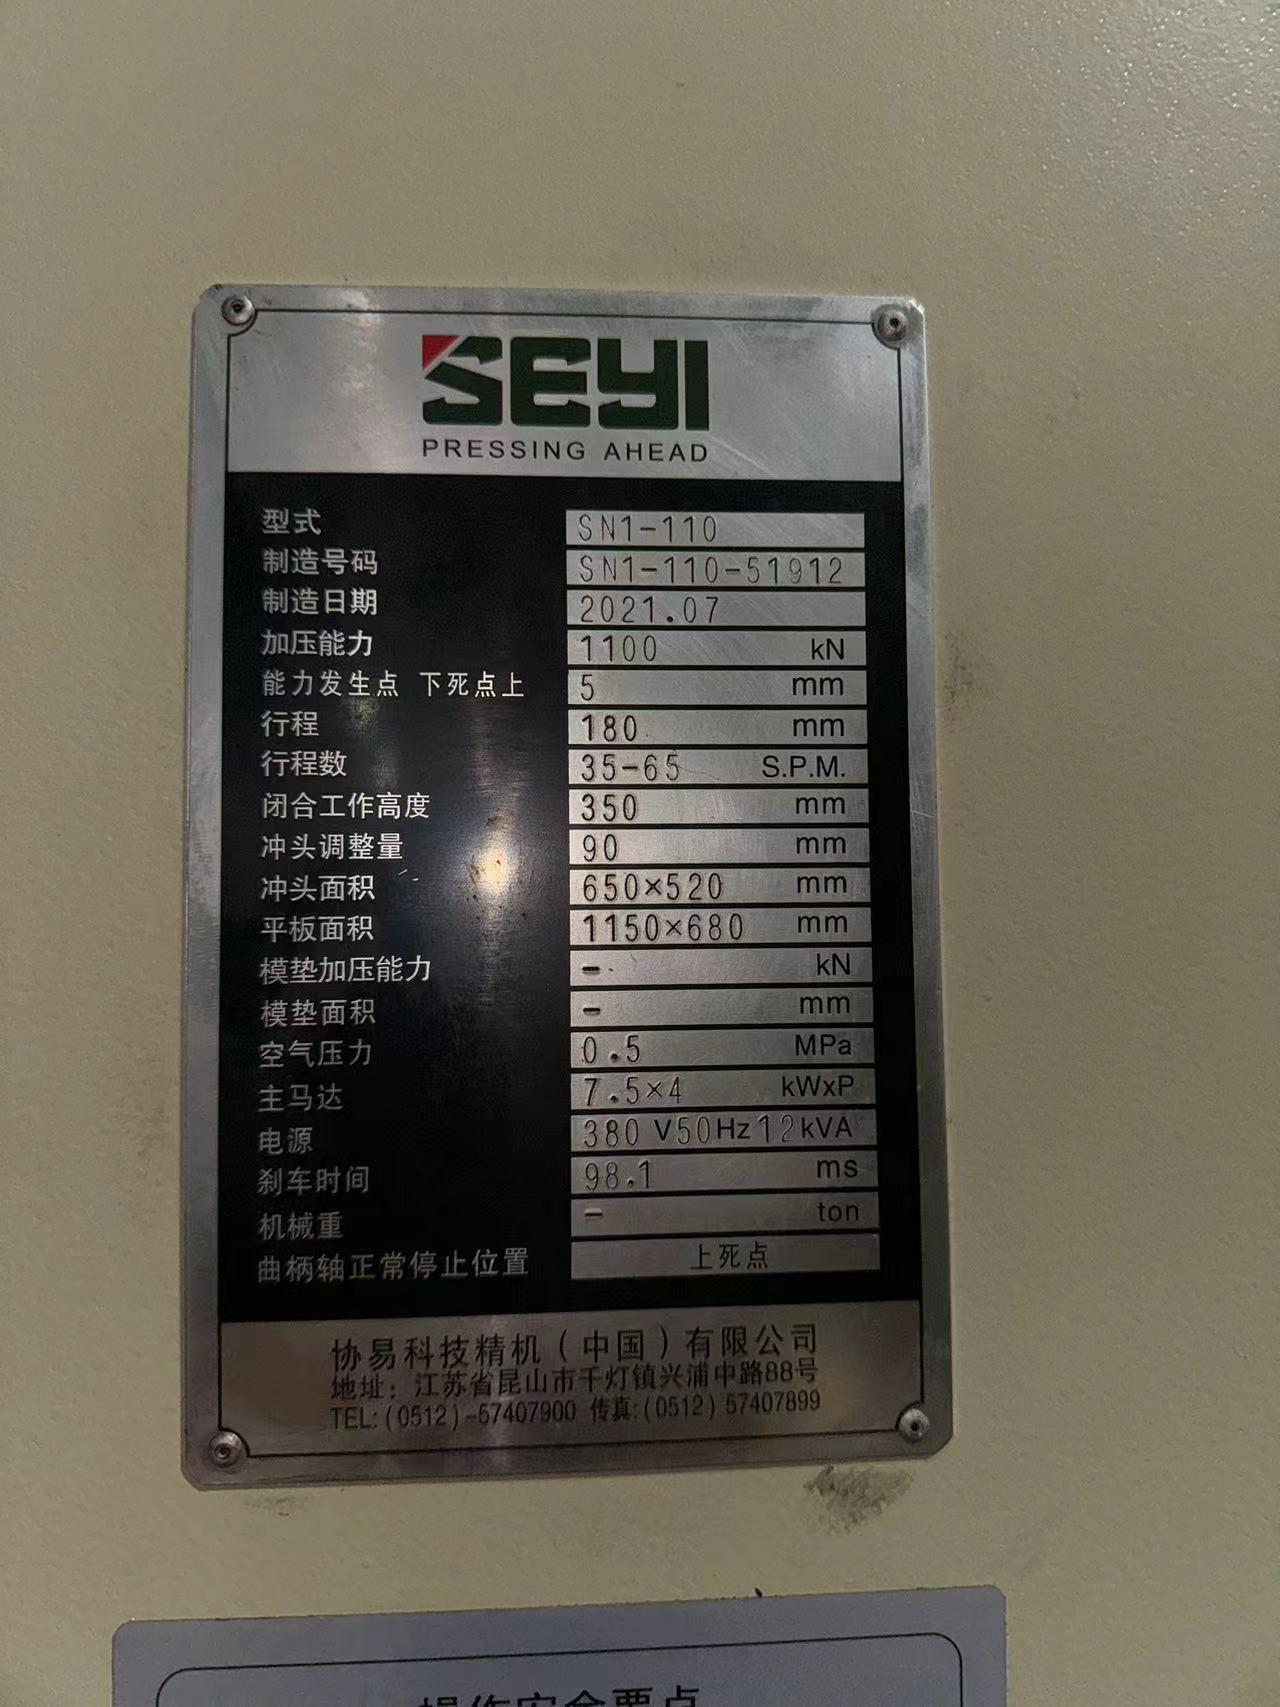 SEYI
PRESSING AHEAD
型式 SN1-110
制造号码 SN1-110-51912
制造日期 2021.07
加压能力 1100 kN
能力发生点 下死点上 5 mm
行程 180 mm
行程数 35-65 S.P.M.
闭合工作高度 350 mm
冲头调整量 90 mm
冲头面积 650×520 mm
平板面积 1150×680 mm
模垫加压能力 - kN
模垫面积 - mm
空气压力 0.5 MPa
主马达 7.5×4 kWxP
电源 380 V50Hz12kVA
刹车时间 98.1 ms
机械重 - ton
曲柄轴正常停止位置 上死点
协易科技精机（中国）有限公司
地址：江苏省昆山市千灯镇兴浦中路88号
TEL:(0512)-57407900 传真:(0512) 57407899
操作安全要点